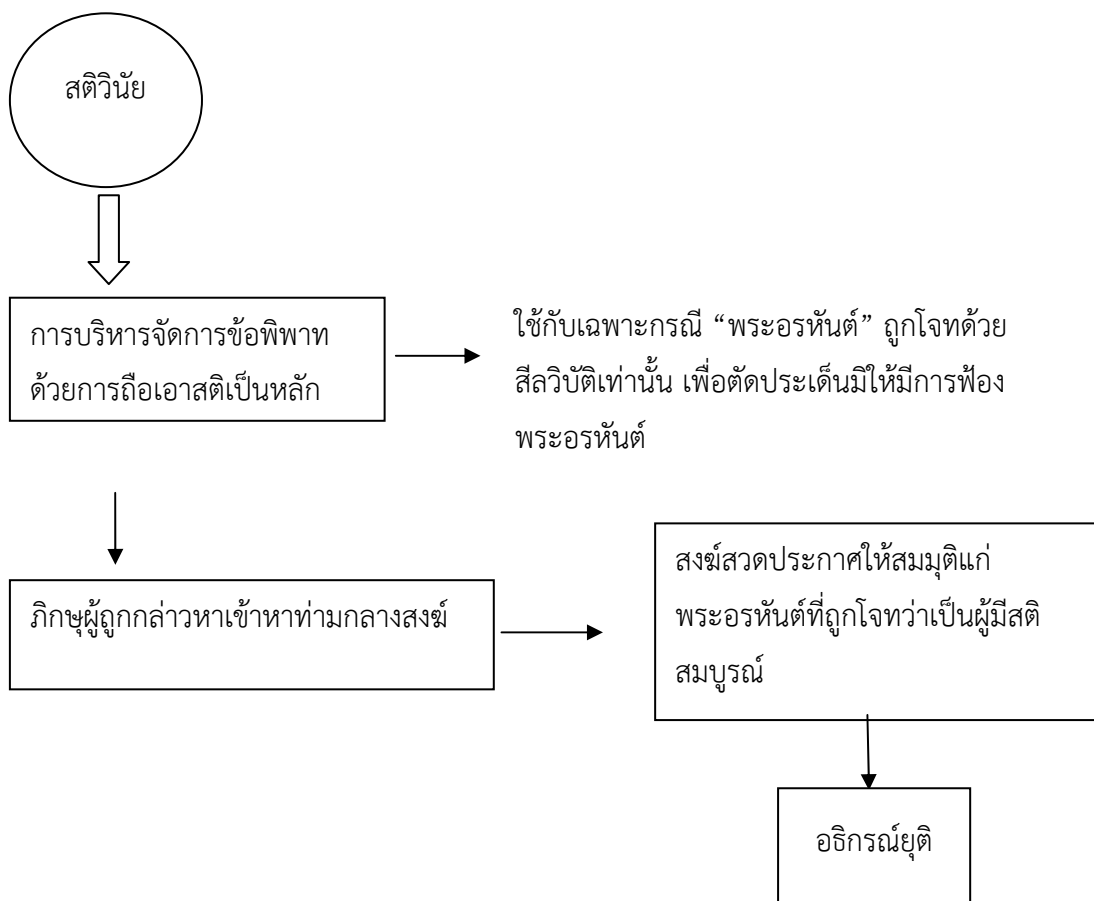 สติวินัย
การบริหารจัดการข้อพิพาท
ด้วยการถือเอาสติเป็นหลัก
ใช้กับเฉพาะกรณี “พระอรหันต์” ถูกโจทด้วย
สีลวิบัติเท่านั้น เพื่อตัดประเด็นมิให้มีการฟ้อง
พระอรหันต์
ภิกษุผู้ถูกกล่าวหาเข้าหาท่ามกลางสงฆ์
สงฆ์สวดประกาศให้สมมุติแก่
พระอรหันต์ที่ถูกโจทว่าเป็นผู้มีสติ
สมบูรณ์
อธิกรณ์ยุติ